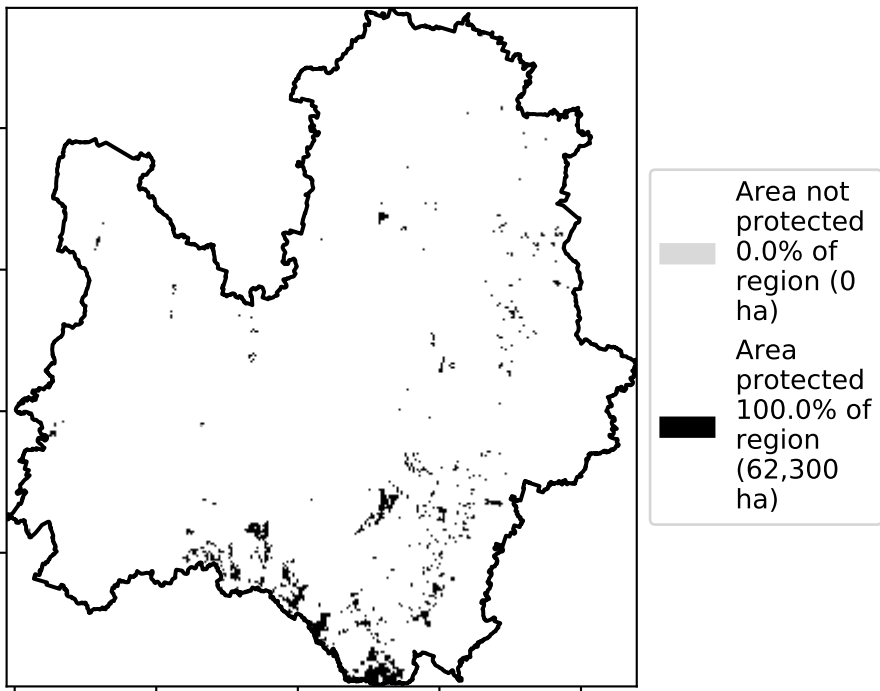 Area not
protected
0.0% of
region (0
ha)
Area
protected
100.0% of
region
(62,300
ha)